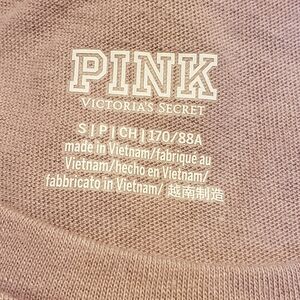 PINK
VICTORIA'S SECRET
S|P|CH|170/88A
made in Vietnam/fabriqué au
Vietnam/hecho en Vietnam/
fabbricato in Vietnam/ 越南制造